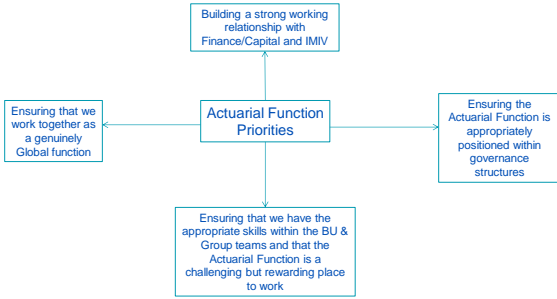 Building a strong working
relationship with
Finance/Capital and IMIV
Ensuring that we
work together as
a genuinely
Global function
Actuarial Function
Priorities
Ensuring the
Actuarial Function is
appropriately
positioned within
governance
structures
Ensuring that we have the
appropriate skills within the BU &
Group teams and that the
Actuarial Function is a
challenging but rewarding place
to work